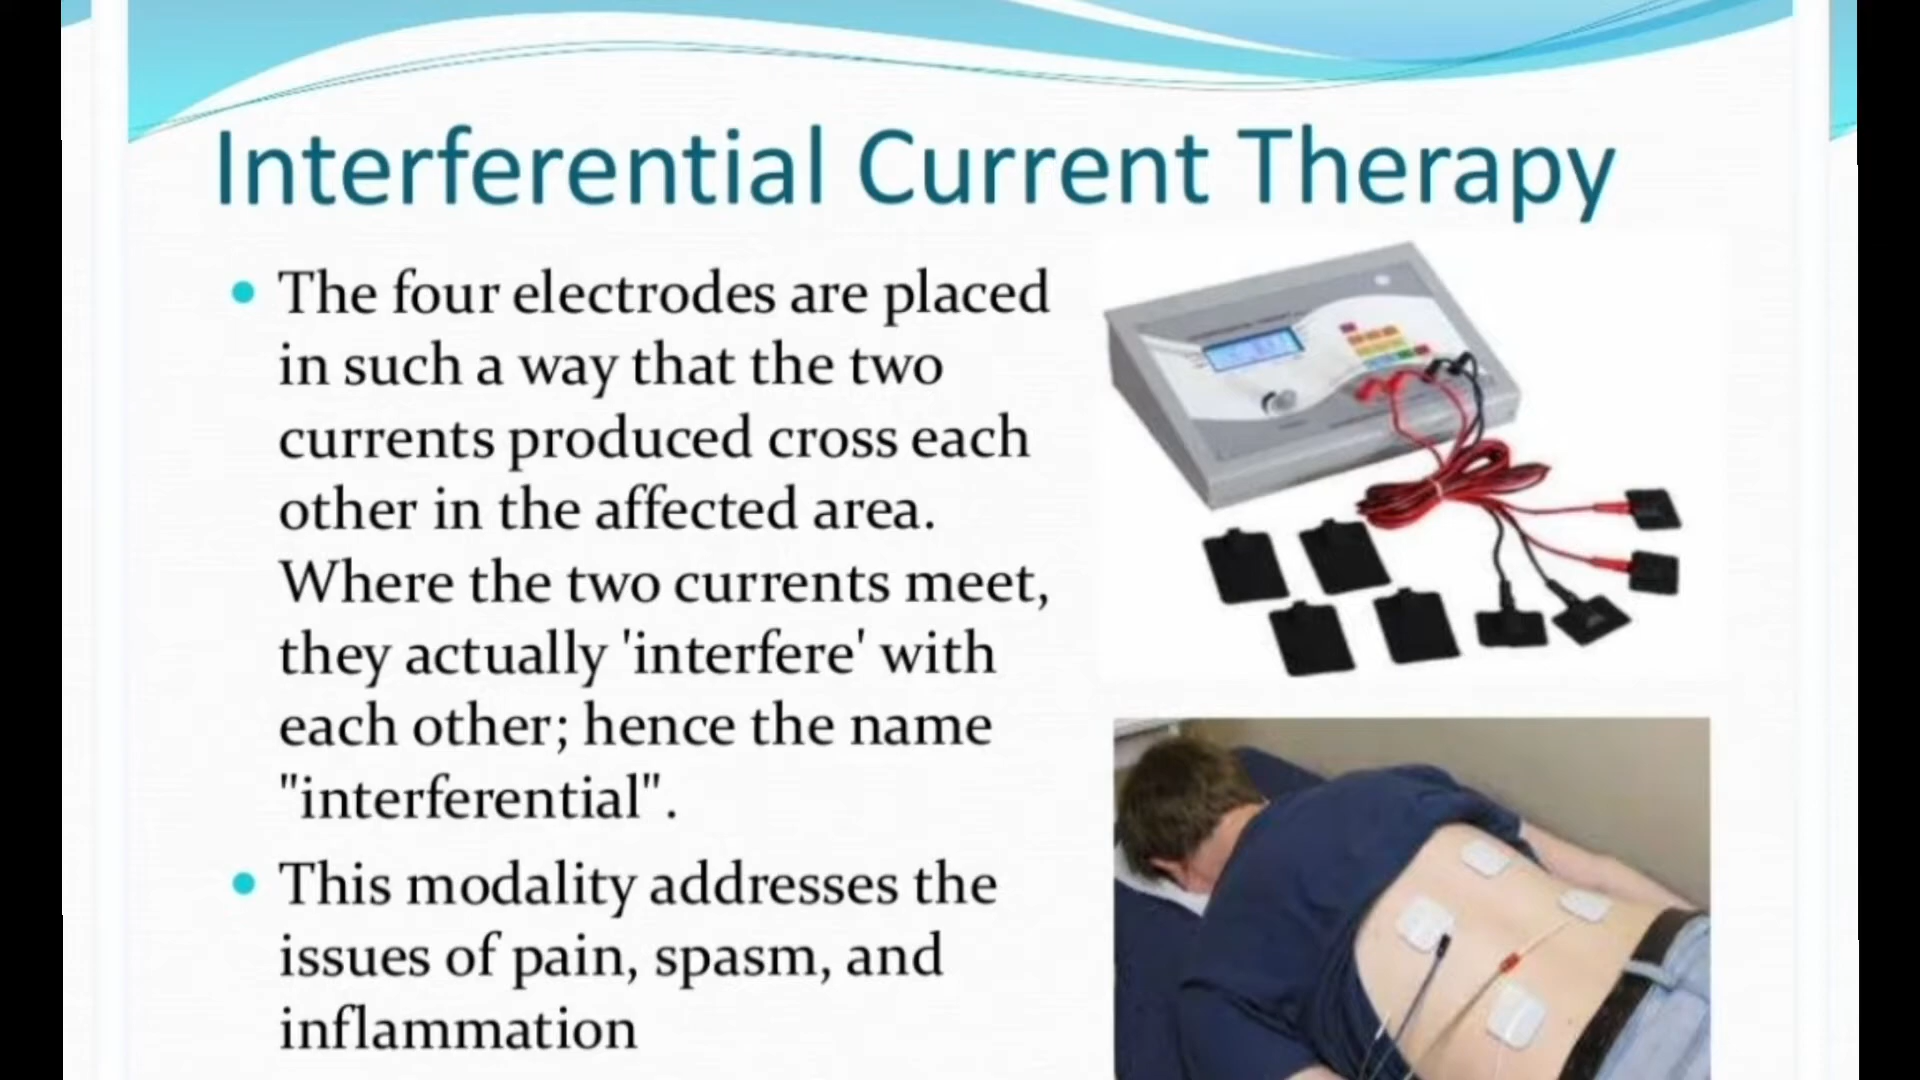 Interferential Current Therapy
• The four electrodes are placed
in such a way that the two
currents produced cross each
other in the affected area.
Where the two currents meet,
they actually 'interfere' with
each other; hence the name
"interferential".
• This modality addresses the
issues of pain, spasm, and
inflammation